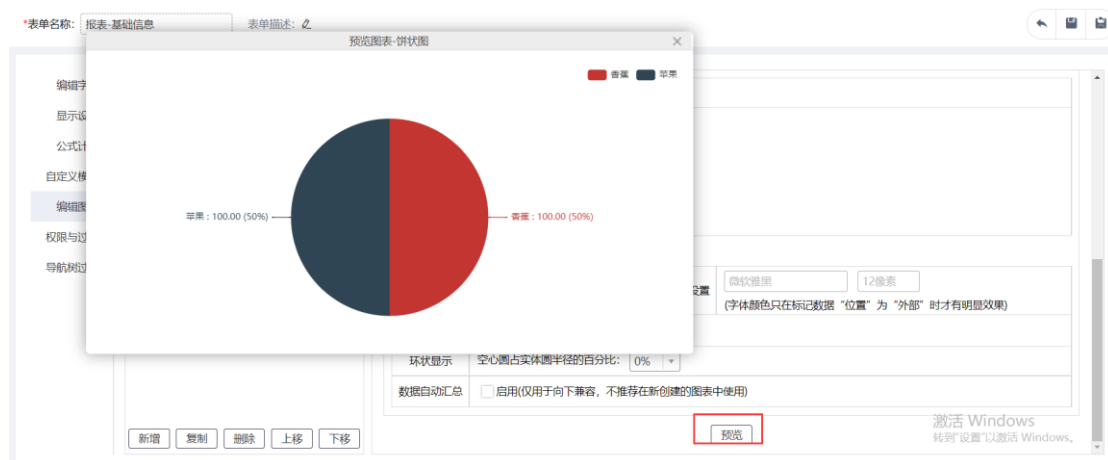 *表单名称: 报表-基础信息 表单描述:
预览图表-饼状图
香蕉 苹果
编辑字
显示设
公式计
自定义模
编辑图
权限与过
导航树过
苹果 : 100.00 (50%)
香蕉 : 100.00 (50%)
设置
微软雅黑 12像素
(字体颜色只在标记数据“位置”为“外部”时才有明显效果)
环状显示 空心圆占实体圆半径的百分比: 0%
数据自动汇总 启用(仅用于向下兼容，不推荐在新创建的图表中使用)
新增 复制 删除 上移 下移
预览
激活 Windows
转到"设置"以激活 Windows。